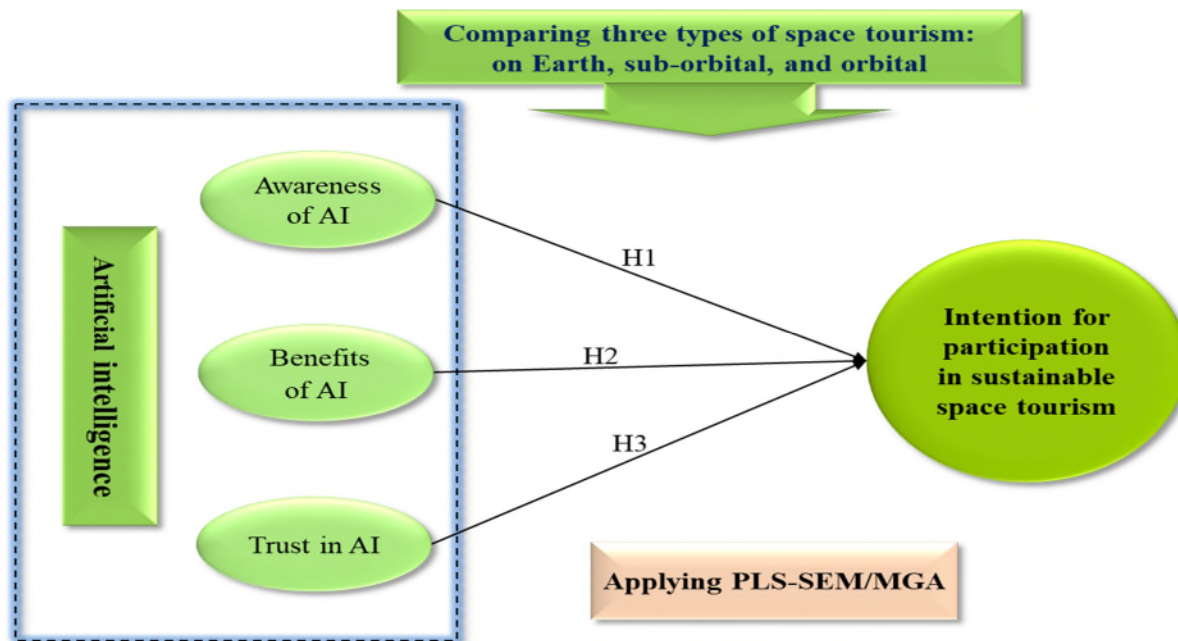 Comparing three types of space tourism:
on Earth, sub-orbital, and orbital
Artificial intelligence
Awareness
of AI
Benefits
of AI
Trust in AI
H1
H2
H3
Intention for
participation
in sustainable
space tourism
Applying PLS-SEM/MGA